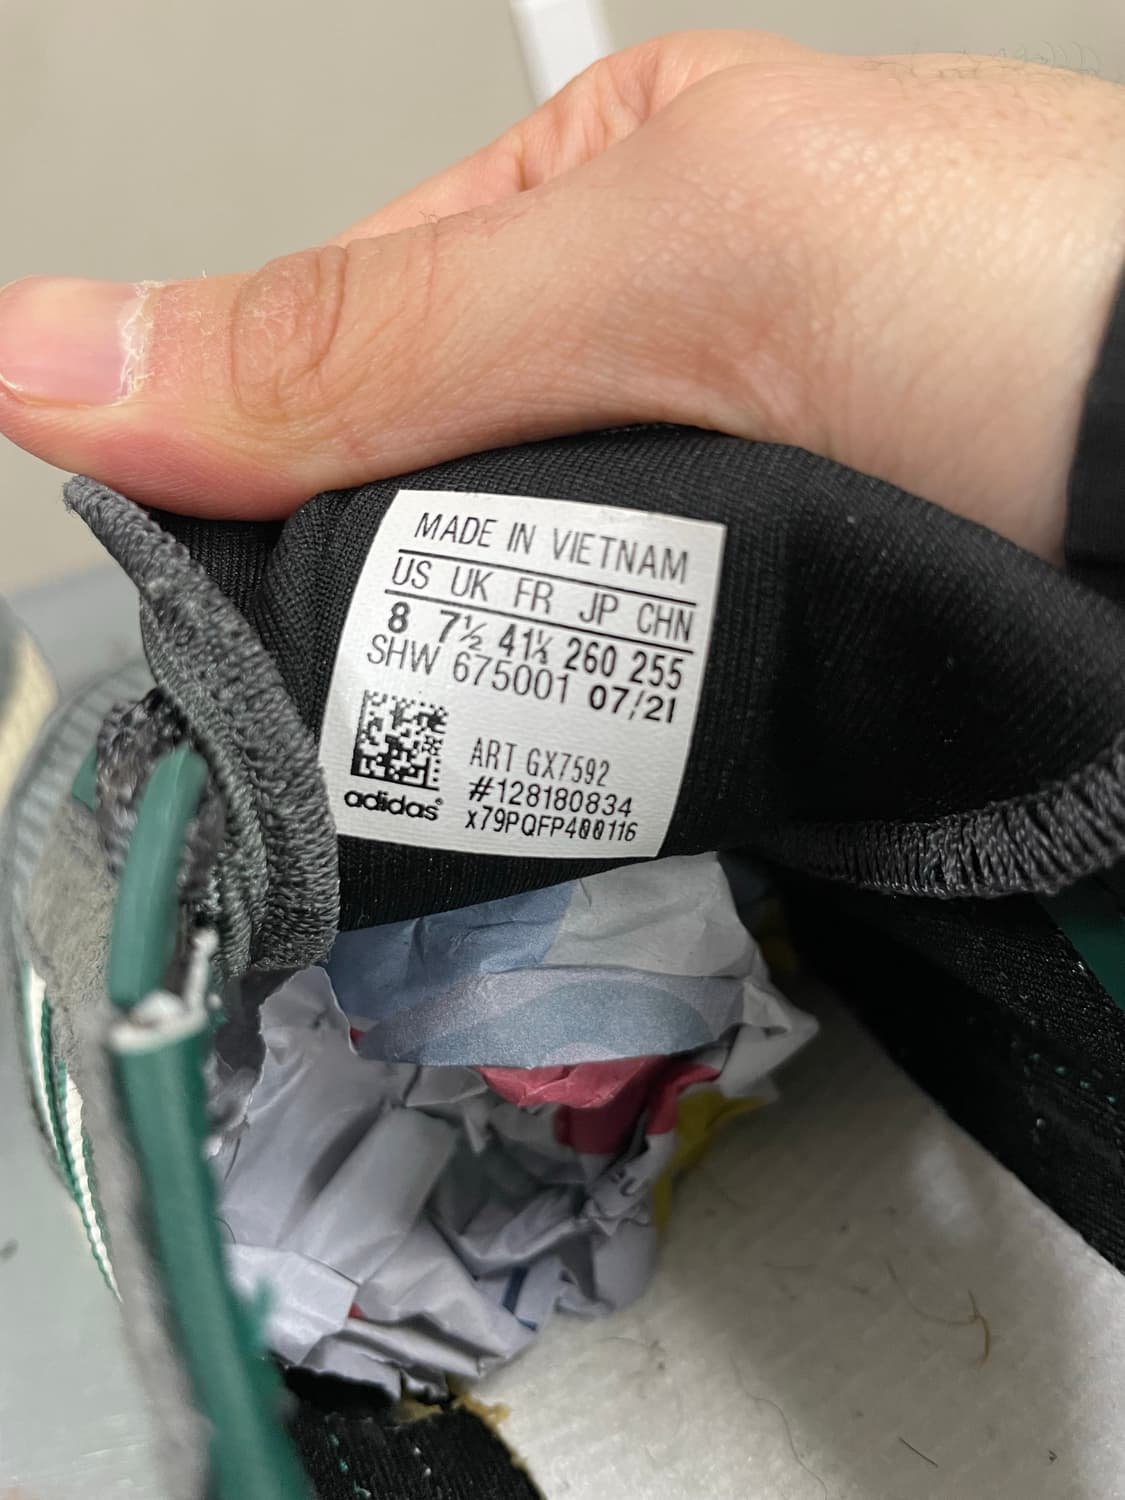 MADE IN VIETNAM
US UK FR JP CHN
8 7½ 41⅓ 260 255
SHW 675001 07/21
ART GX7592
#128180834
x79PQFP400116
adidas®